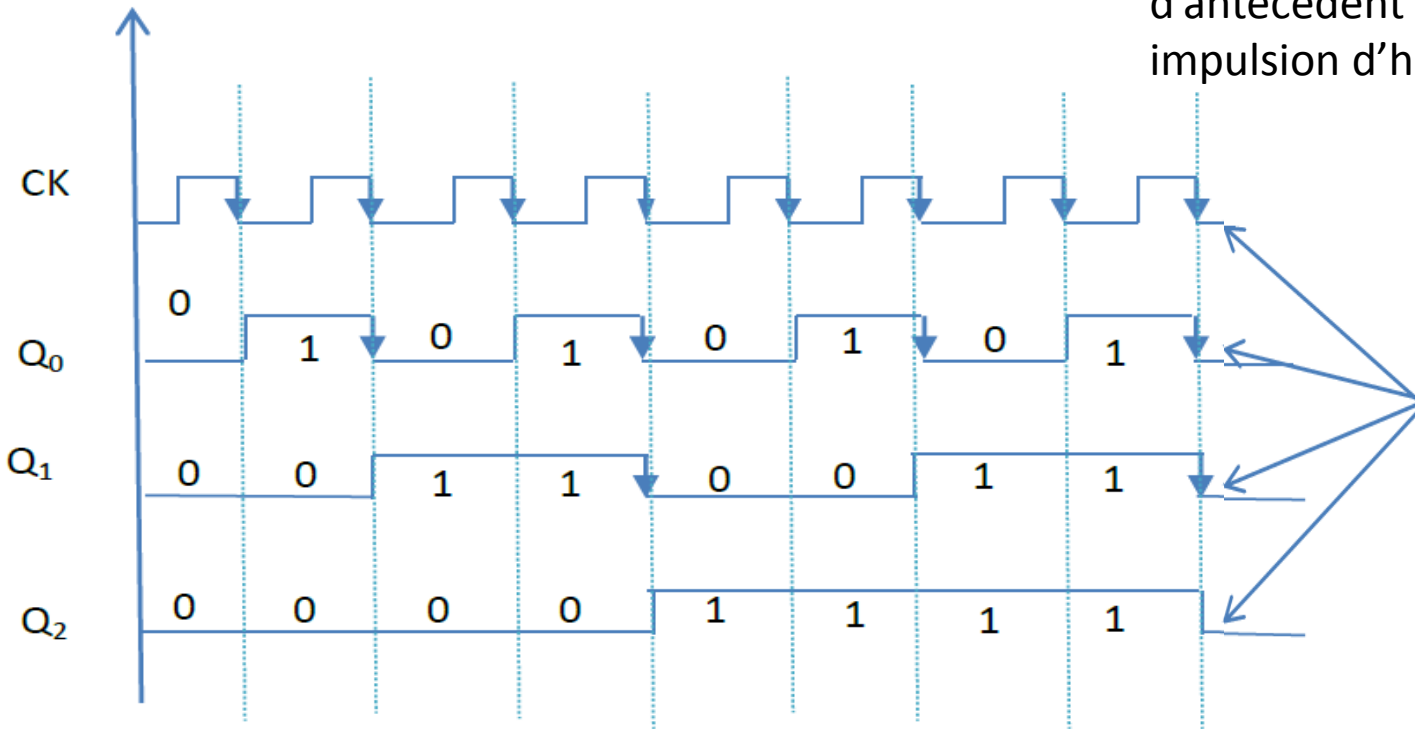 d'antécédent
impulsion d'h
CK
0
Q₀ 1 0 1 0 1 0 1
Q₁ 0 0 1 1 0 0 1 1
Q₂ 0 0 0 0 1 1 1 1